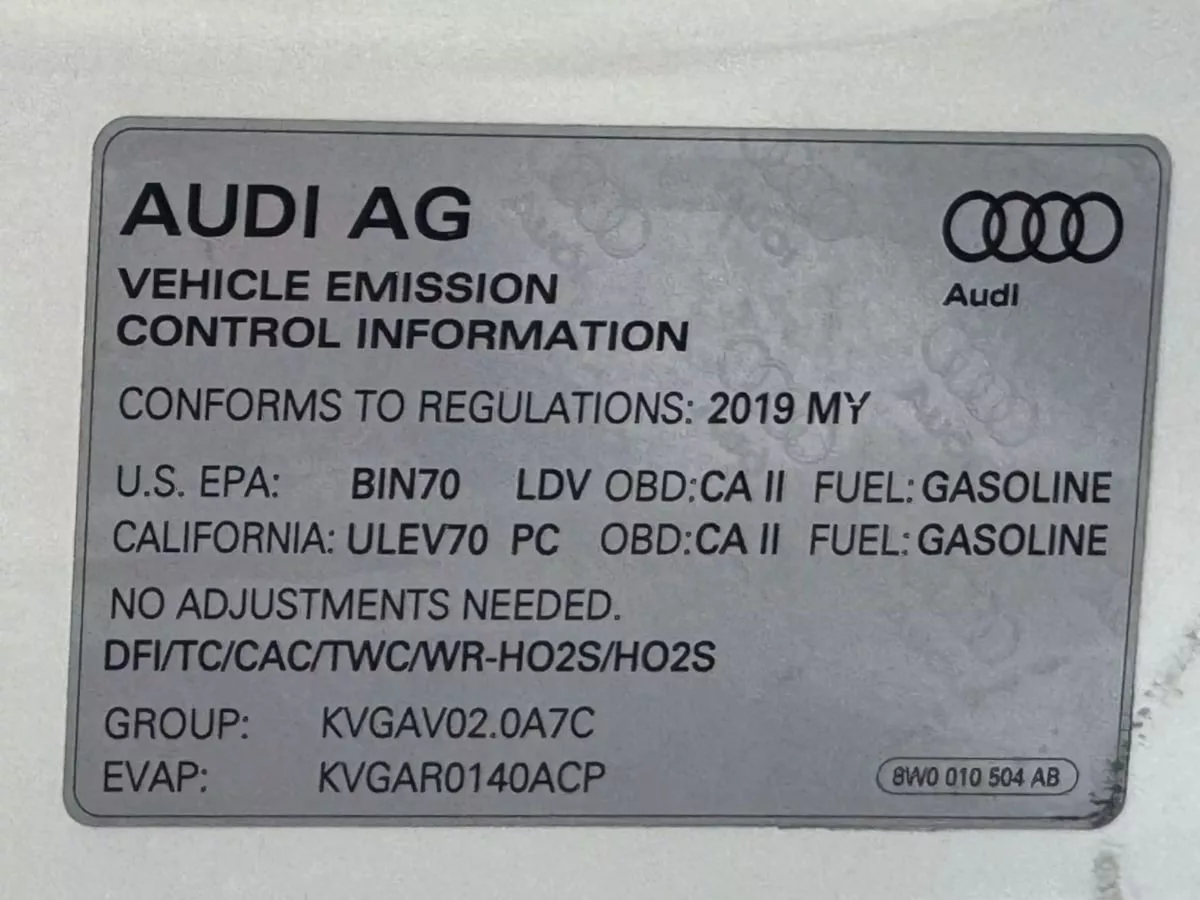 AUDI AG
Audi
VEHICLE EMISSION
CONTROL INFORMATION
CONFORMS TO REGULATIONS: 2019 MY
U.S. EPA: BIN70 LDV OBD:CA II FUEL: GASOLINE
CALIFORNIA: ULEV70 PC OBD:CA II FUEL: GASOLINE
NO ADJUSTMENTS NEEDED.
DFI/TC/CAC/TWC/WR-HO2S/HO2S
GROUP: KVGAV02.0A7C
EVAP: KVGAR0140ACP
8W0 010 504 AB